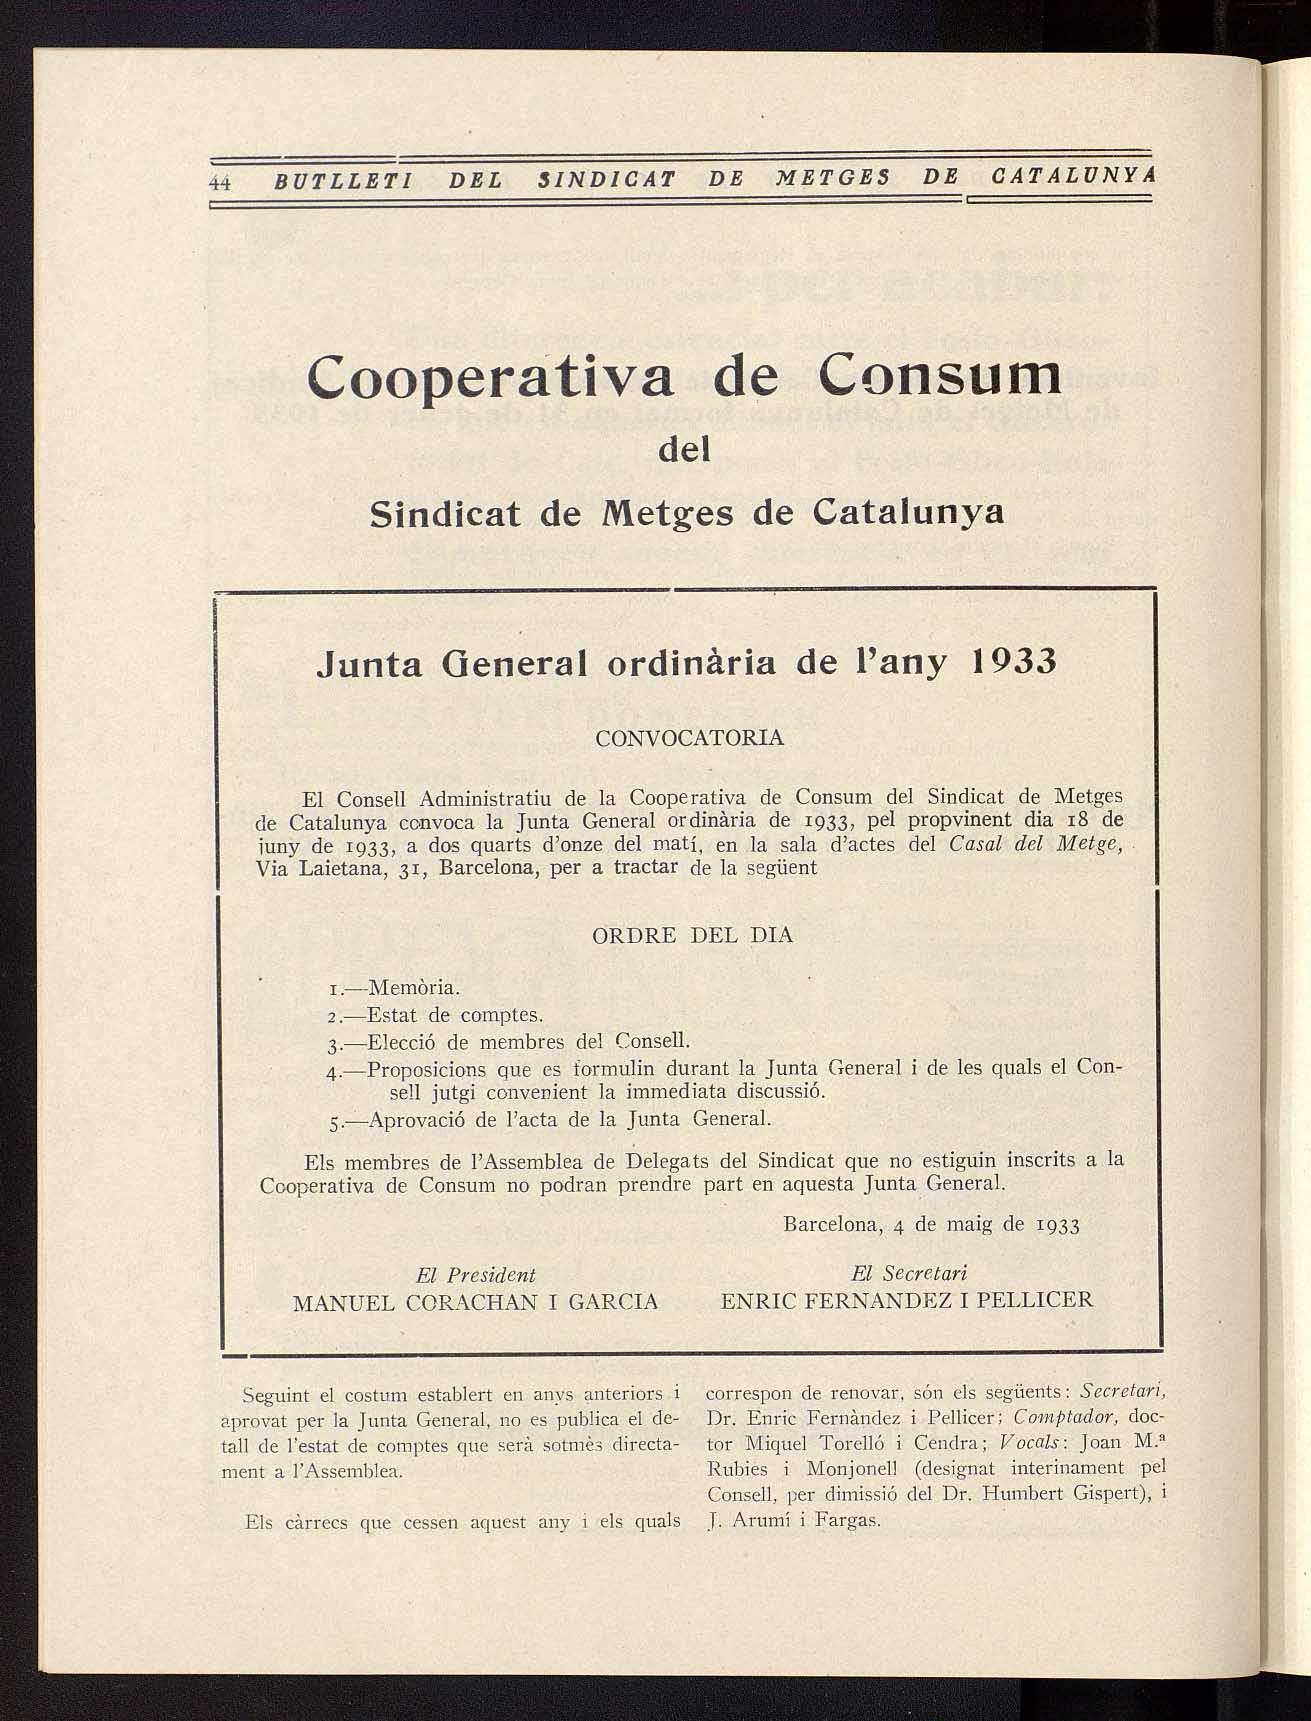 44 BUTLLETI DEL SINDICAT DE METGES DE CATALUNYA
Cooperativa de Consum
del
Sindicat de Metges de Catalunya
Junta General ordinària de l'any 1933
CONVOCATORIA
El Consell Administratiu de la Cooperativa de Consum del Sindicat de Metges
de Catalunya convoca la Junta General ordinària de 1933, pel propvinent dia 18 de
juny de 1933, a dos quarts d'onze del matí, en la sala d'actes del Casal del Metge,
Via Laietana, 31, Barcelona, per a tractar de la següent
ORDRE DEL DIA
1.—Memòria.
2.—Estat de comptes.
3.—Elecció de membres del Consell.
4.—Proposicions que es formulin durant la Junta General i de les quals el Con-
sell jutgi convenient la immediata discussió.
5.—Aprovació de l'acta de la Junta General.
Els membres de l'Assemblea de Delegats del Sindicat que no estiguin inscrits a la
Cooperativa de Consum no podran prendre part en aquesta Junta General.
Barcelona, 4 de maig de 1933
El President
MANUEL CORACHAN I GARCIA
El Secretari
ENRIC FERNANDEZ I PELLICER
Seguint el costum establert en anys anteriors i
aprovat per la Junta General, no es publica el de-
tall de l'estat de comptes que serà sotmès directa-
ment a l'Assemblea.
Els càrrecs que cessen aquest any i els quals
correspon de renovar, són els següents: Secretari,
Dr. Enric Fernàndez i Pellicer; Comptador, doc-
tor Miquel Torelló i Cendra; Vocals: Joan M.ª
Rubies i Monjonell (designat interinament pel
Consell, per dimissió del Dr. Humbert Gispert), i
J. Arumí i Fargas.